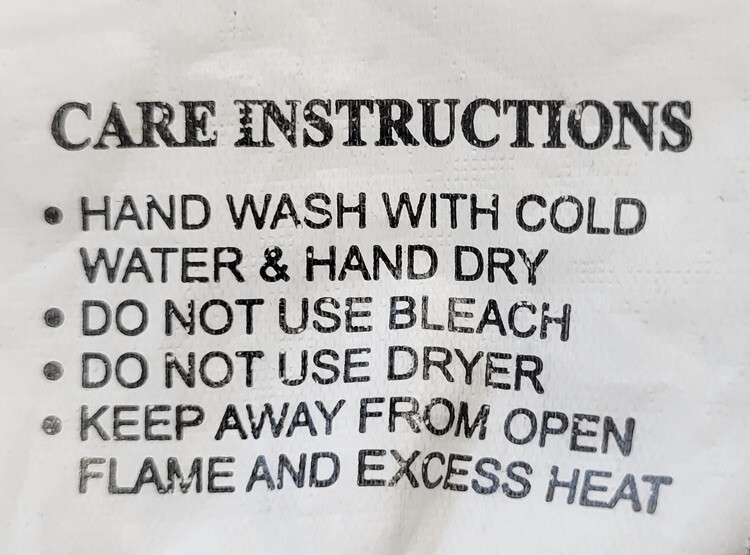 CARE INSTRUCTIONS
• HAND WASH WITH COLD
WATER & HAND DRY
• DO NOT USE BLEACH
• DO NOT USE DRYER
• KEEP AWAY FROM OPEN
FLAME AND EXCESS HEAT